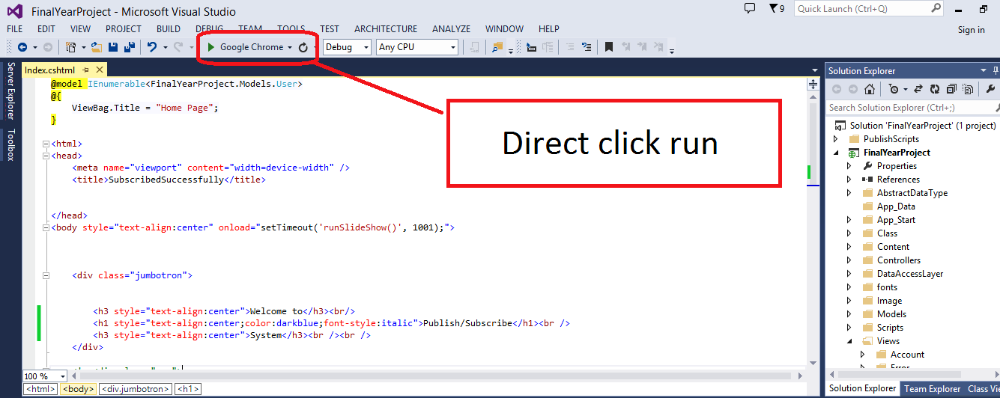 FinalYearProject - Microsoft Visual Studio
9
Quick Launch (Ctrl+Q)
FILE EDIT VIEW PROJECT BUILD DEBUG TEAM TOOLS TEST ARCHITECTURE ANALYZE WINDOW HELP
Sign in
Google Chrome
Debug
Any CPU
Server Explorer
Toolbox
Index.cshtml
@model IEnumerable<FinalYearProject.Models.User>
@{
ViewBag.Title = "Home Page";
}
<html>
<head>
<meta name="viewport" content="width=device-width" />
<title>SubscribedSuccessfully</title>
</head>
<body style="text-align:center" onload="setTimeout('runSlideShow()', 1001);">
<div class="jumbotron">
<h3 style="text-align:center">Welcome to</h3><br/>
<h1 style="text-align:center;color:darkblue;font-style:italic">Publish/Subscribe</h1><br />
<h3 style="text-align:center">System</h3><br /><br />
</div>
100 %
<html> <body> <div.jumbotron> <h1>
Direct click run
Solution Explorer
Search Solution Explorer (Ctrl+;)
Solution 'FinalYearProject' (1 project)
PublishScripts
FinalYearProject
Properties
References
AbstractDataType
App_Data
App_Start
Class
Content
Controllers
DataAccessLayer
fonts
Image
Models
Scripts
Views
Account
Error
Solution Explorer Team Explorer Class Vi